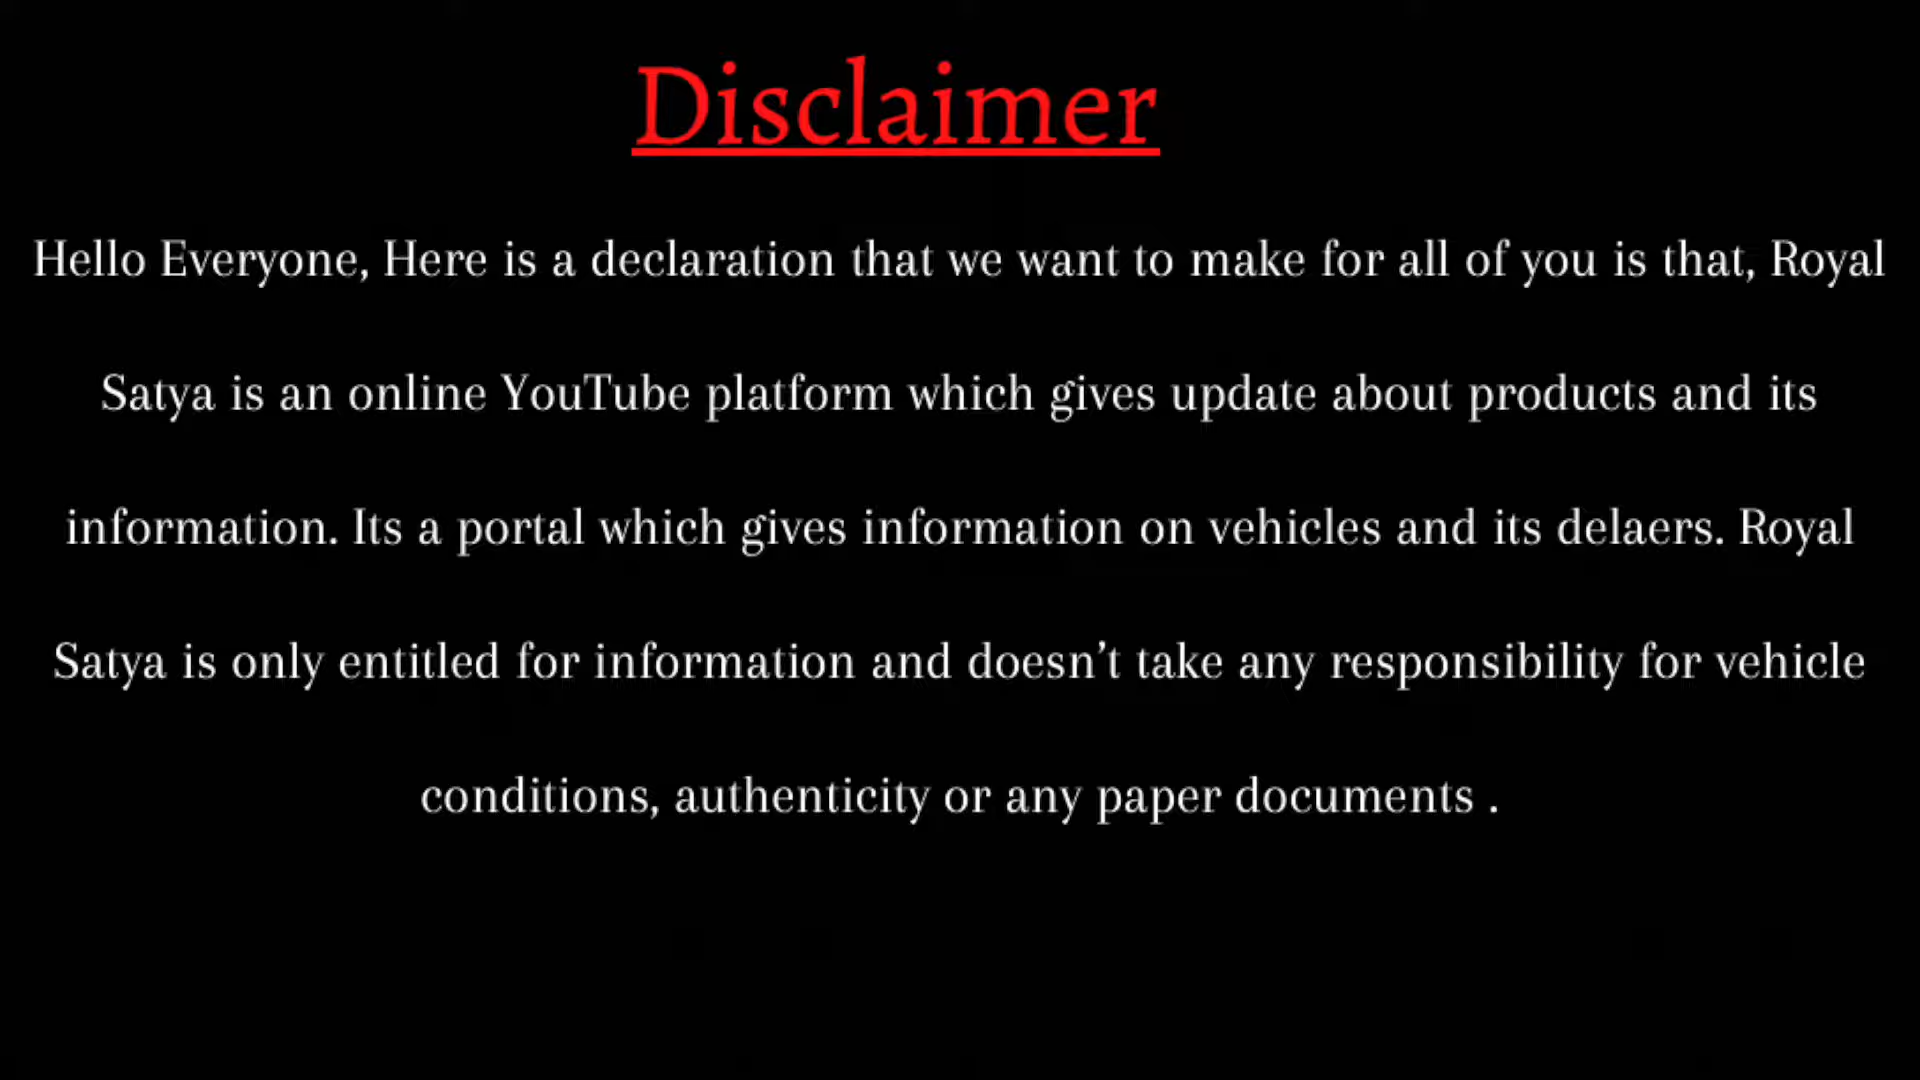 Disclaimer
Hello Everyone, Here is a declaration that we want to make for all of you is that, Royal
Satya is an online YouTube platform which gives update about products and its
information. Its a portal which gives information on vehicles and its delaers. Royal
Satya is only entitled for information and doesn’t take any responsibility for vehicle
conditions, authenticity or any paper documents .